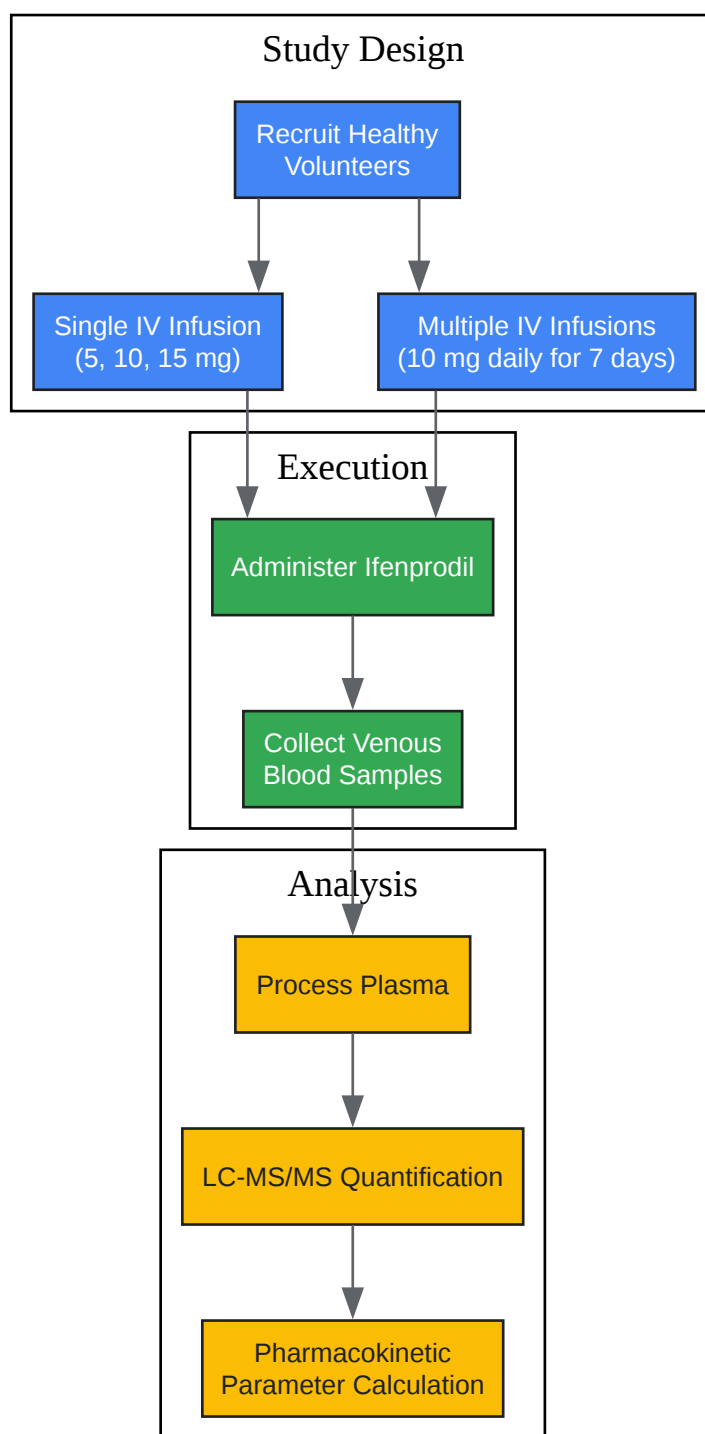 Study Design
Recruit Healthy
Volunteers
Single IV Infusion
(5, 10, 15 mg)
Multiple IV Infusions
(10 mg daily for 7 days)
Execution
Administer Ifenprodil
Collect Venous
Blood Samples
Analysis
Process Plasma
LC-MS/MS Quantification
Pharmacokinetic
Parameter Calculation